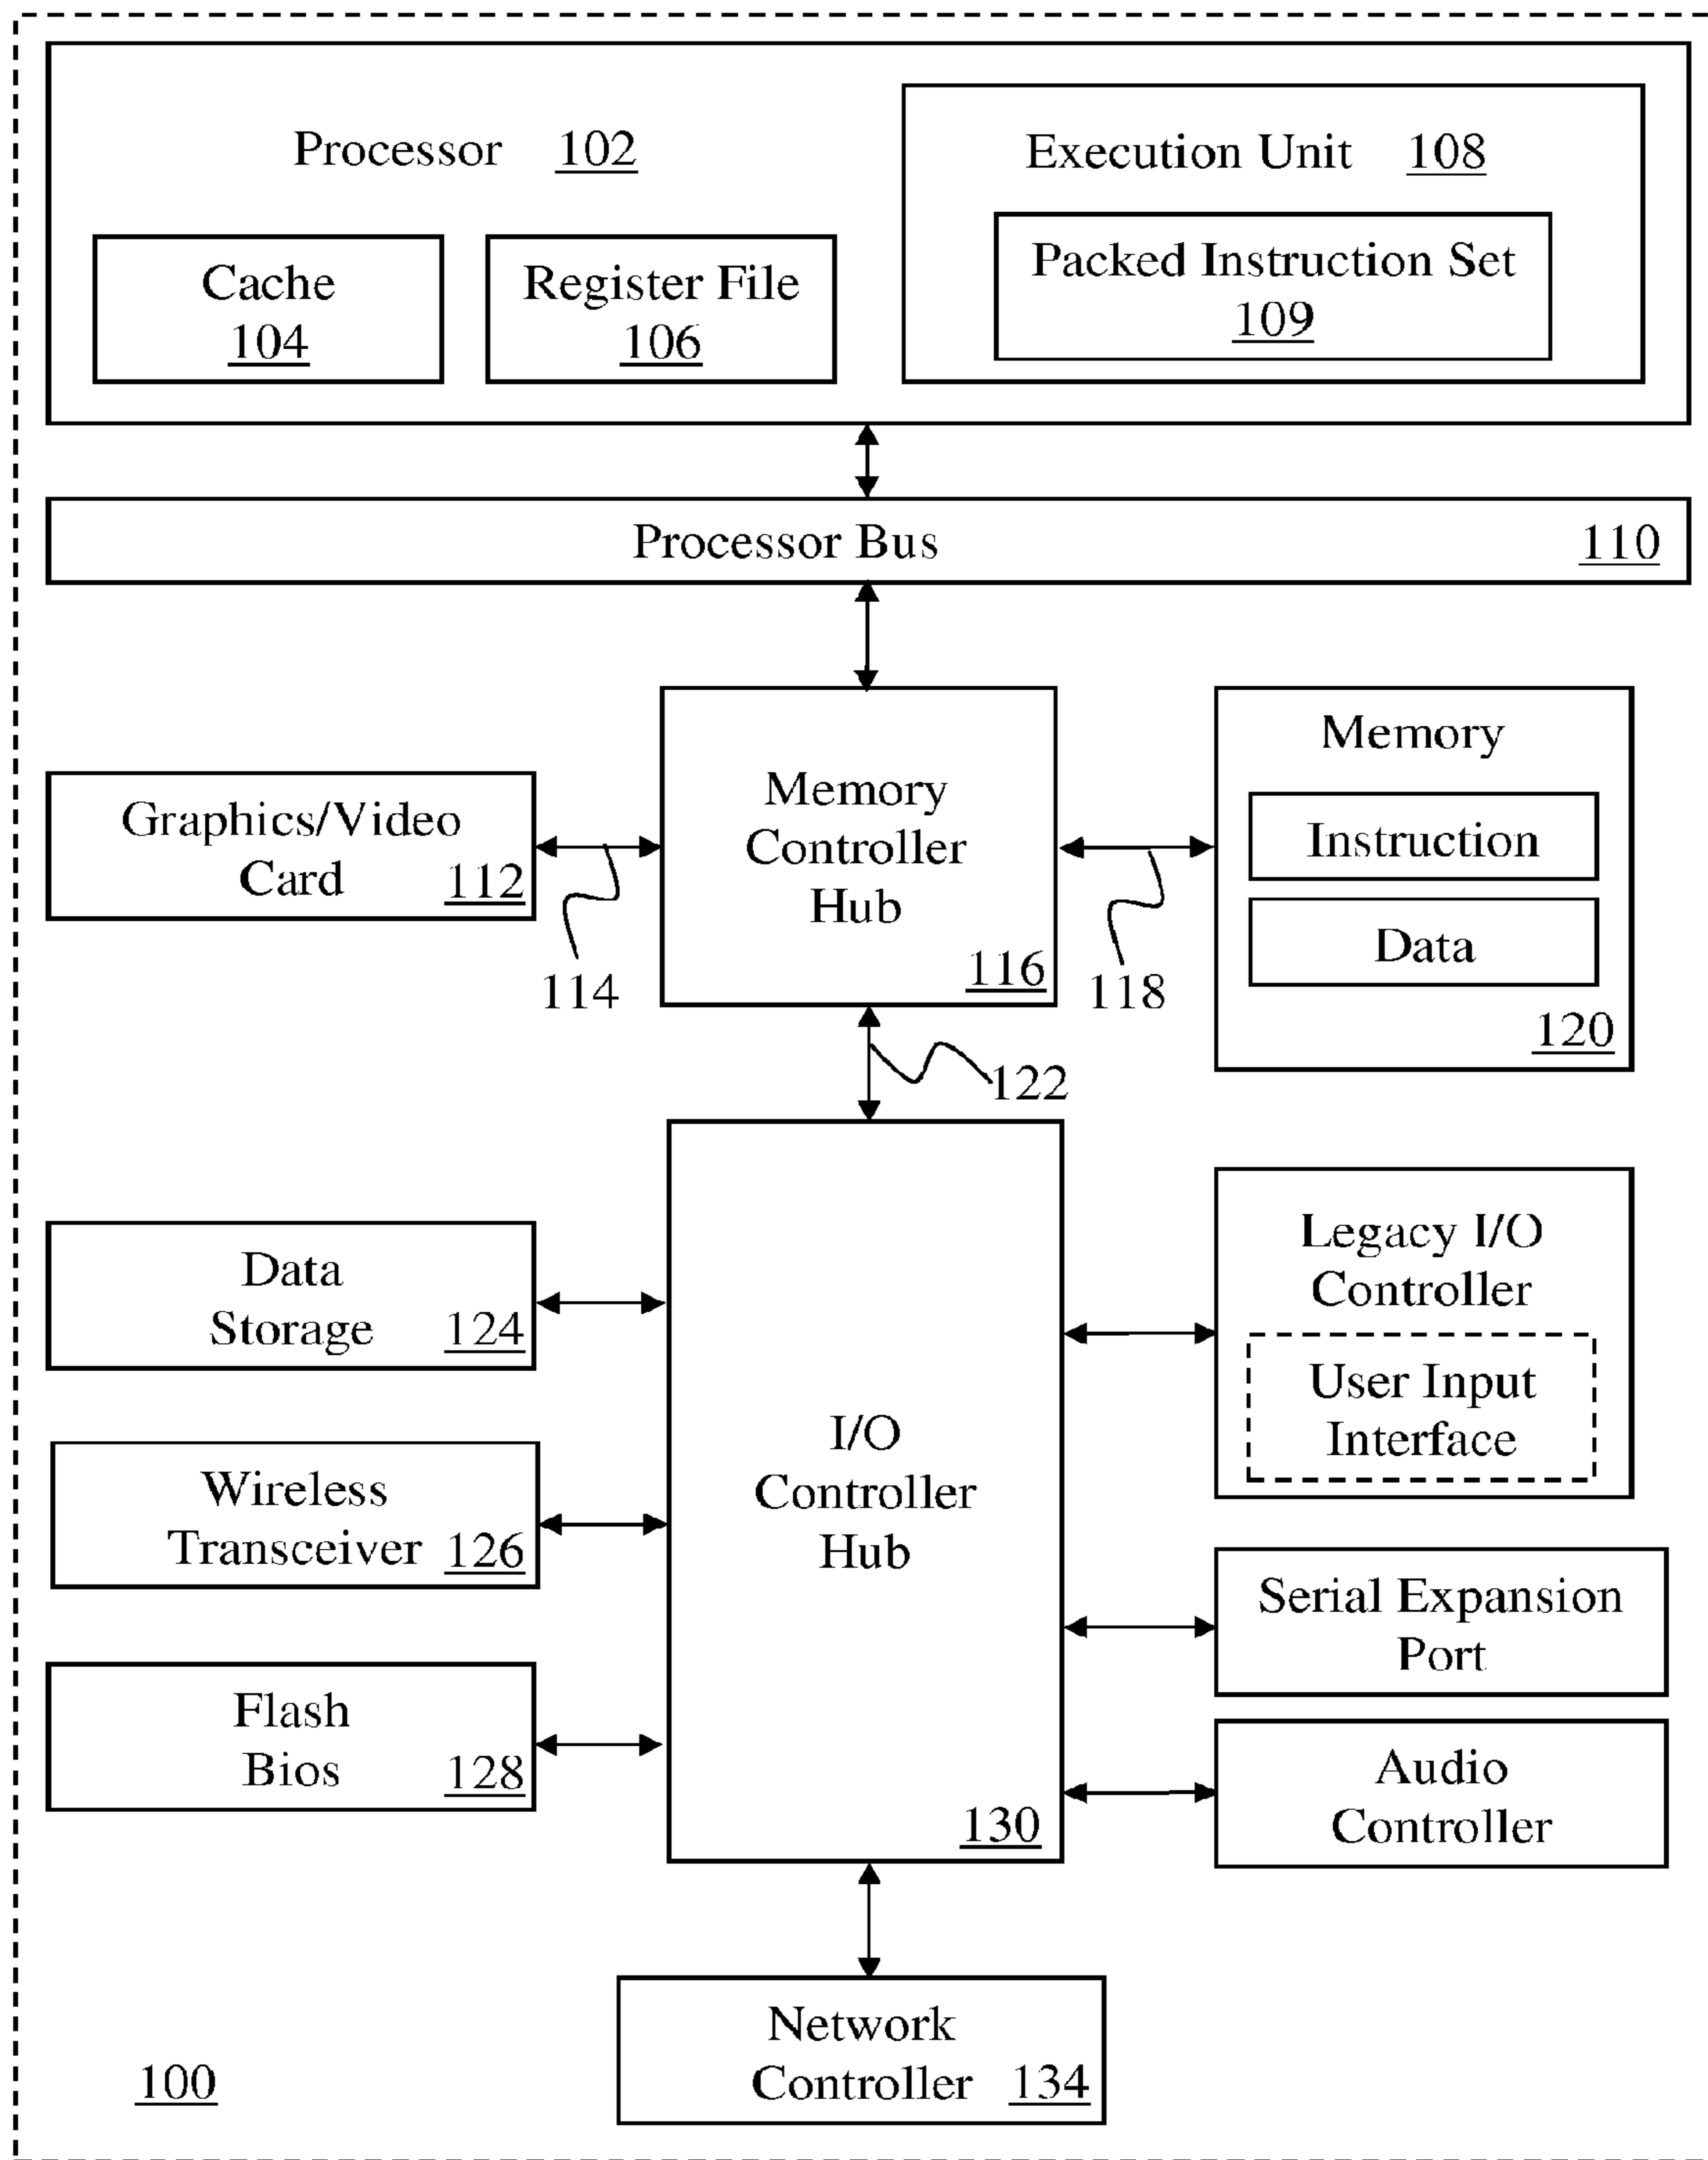 Processor 102
Execution Unit 108
Cache
104
Register File
106
Packed Instruction Set
109
Processor Bus 110
Graphics/Video
Card 112
114
Memory
Controller
Hub
116
118
Memory
Instruction
Data
120
122
Data
Storage 124
Wireless
Transceiver 126
Flash
Bios 128
I/O
Controller
Hub
130
Legacy I/O
Controller
User Input
Interface
Serial Expansion
Port
Audio
Controller
Network
Controller 134
100